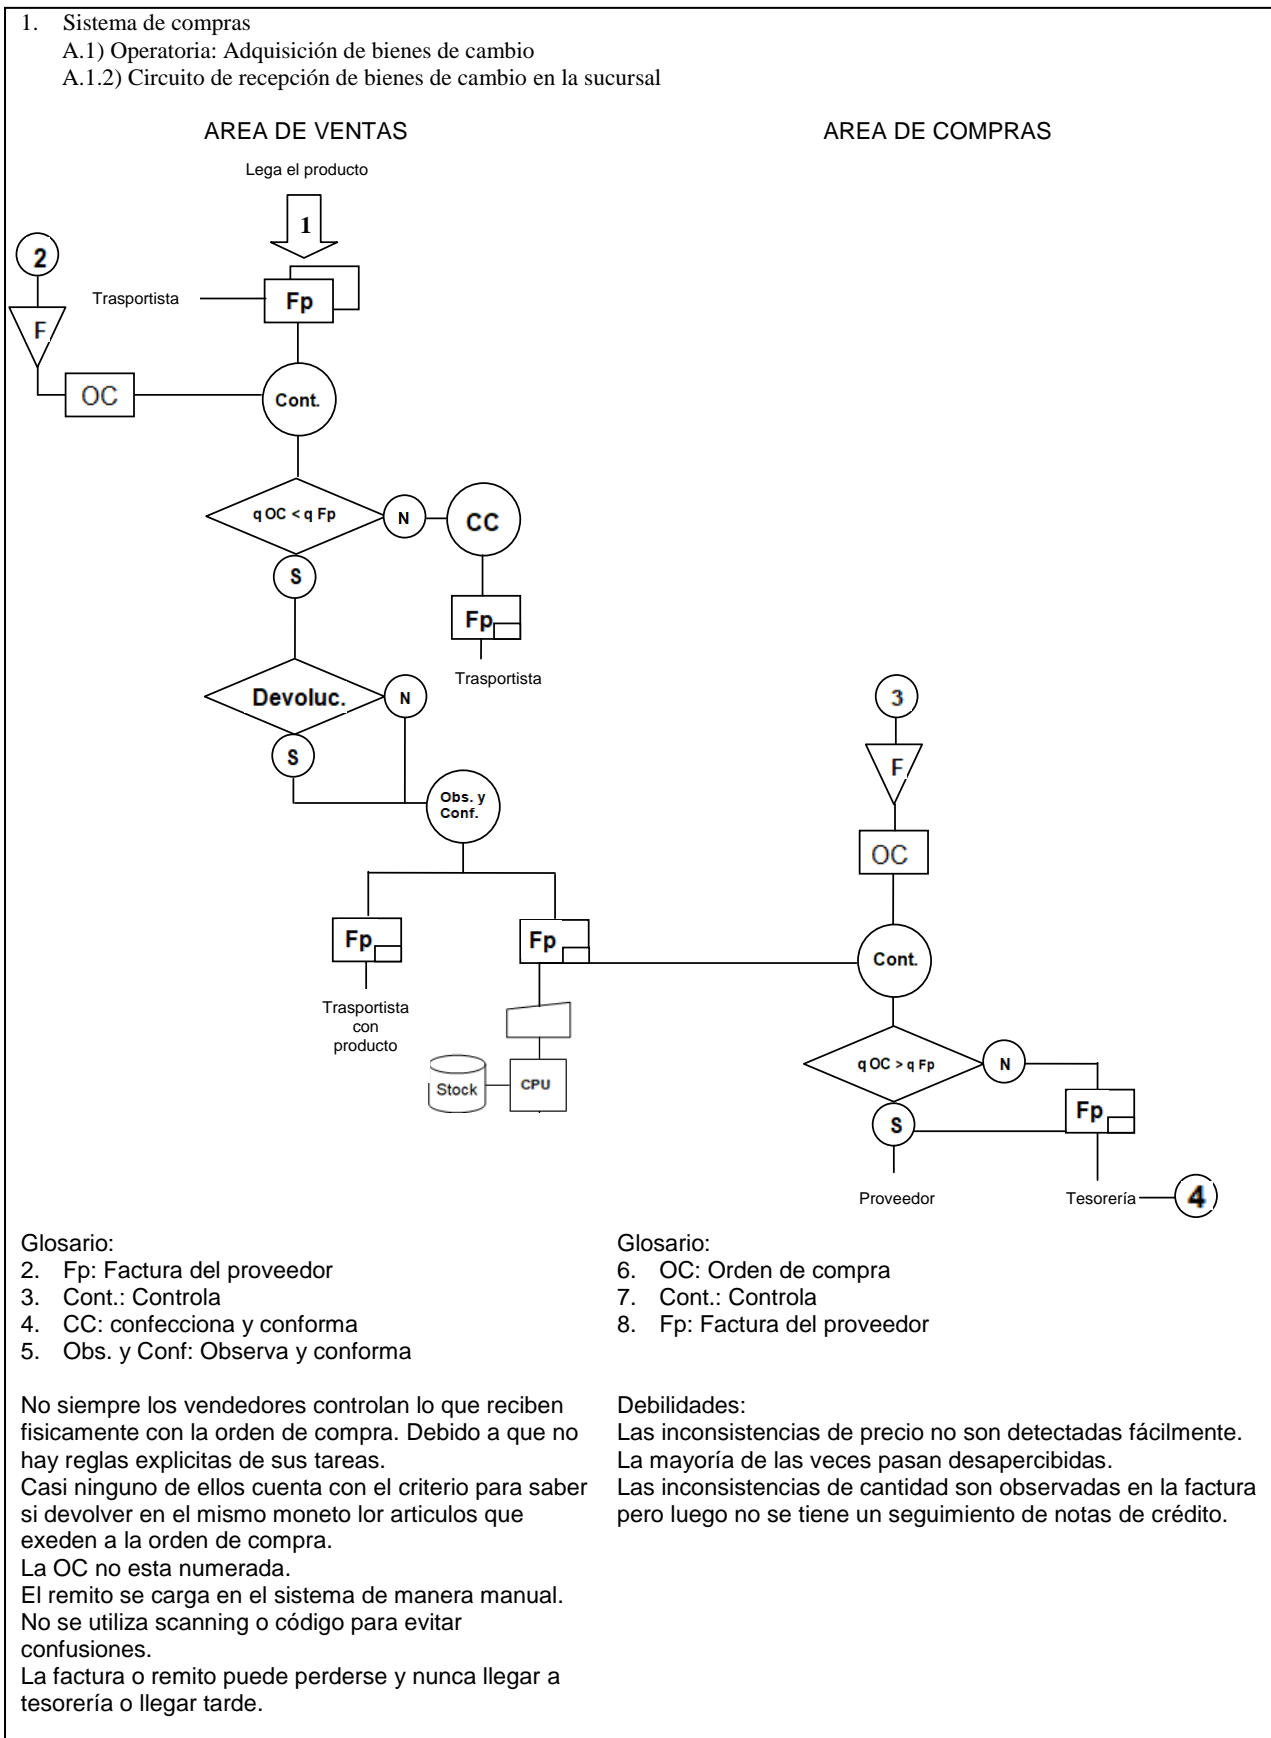 1. Sistema de compras
A.1) Operatoria: Adquisición de bienes de cambio
A.1.2) Circuito de recepción de bienes de cambio en la sucursal
AREA DE VENTAS
AREA DE COMPRAS
Lega el producto
1
2
Trasportista
Fp
F
OC
Cont.
q OC < q Fp
N
CC
S
Fp
Trasportista
Devoluc.
N
S
3
F
Obs. y
Conf.
OC
Fp
Fp
Cont.
Trasportista
con
producto
q OC > q Fp
N
Stock
CPU
Fp
S
Proveedor
Tesorería
4
Glosario:
2. Fp: Factura del proveedor
3. Cont.: Controla
4. CC: confecciona y conforma
5. Obs. y Conf: Observa y conforma
Glosario:
6. OC: Orden de compra
7. Cont.: Controla
8. Fp: Factura del proveedor
No siempre los vendedores controlan lo que reciben
fisicamente con la orden de compra. Debido a que no
hay reglas explicitas de sus tareas.
Casi ninguno de ellos cuenta con el criterio para saber
si devolver en el mismo moneto lor articulos que
exeden a la orden de compra.
La OC no esta numerada.
El remito se carga en el sistema de manera manual.
No se utiliza scanning o código para evitar
confusiones.
La factura o remito puede perderse y nunca llegar a
tesorería o llegar tarde.
Debilidades:
Las inconsistencias de precio no son detectadas fácilmente.
La mayoría de las veces pasan desapercibidas.
Las inconsistencias de cantidad son observadas en la factura
pero luego no se tiene un seguimiento de notas de crédito.